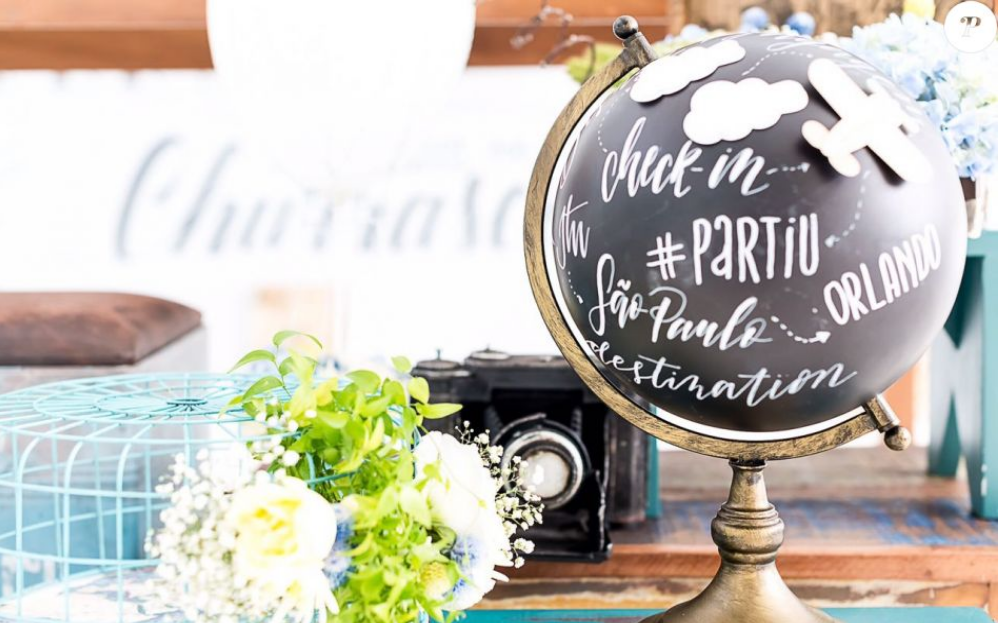 check-in
#PARTIU
ORLANDO
São Paulo
destination
P